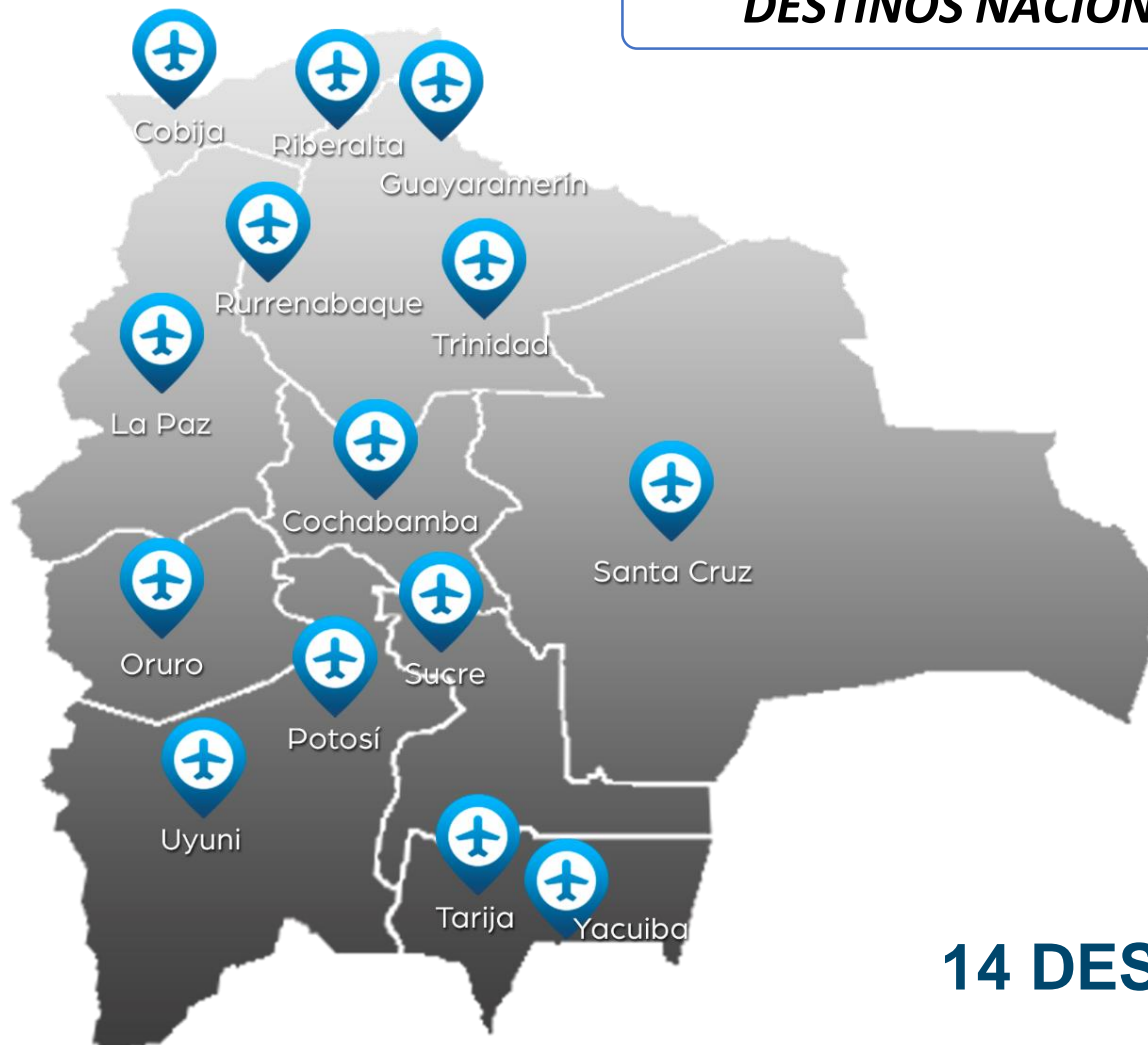 DESTINOS NACION
Cobija
Riberalta
Guayaramerín
Rurrenabaque
Trinidad
La Paz
Cochabamba
Santa Cruz
Oruro
Sucre
Potosí
Uyuni
Tarija
Yacuiba
14 DES